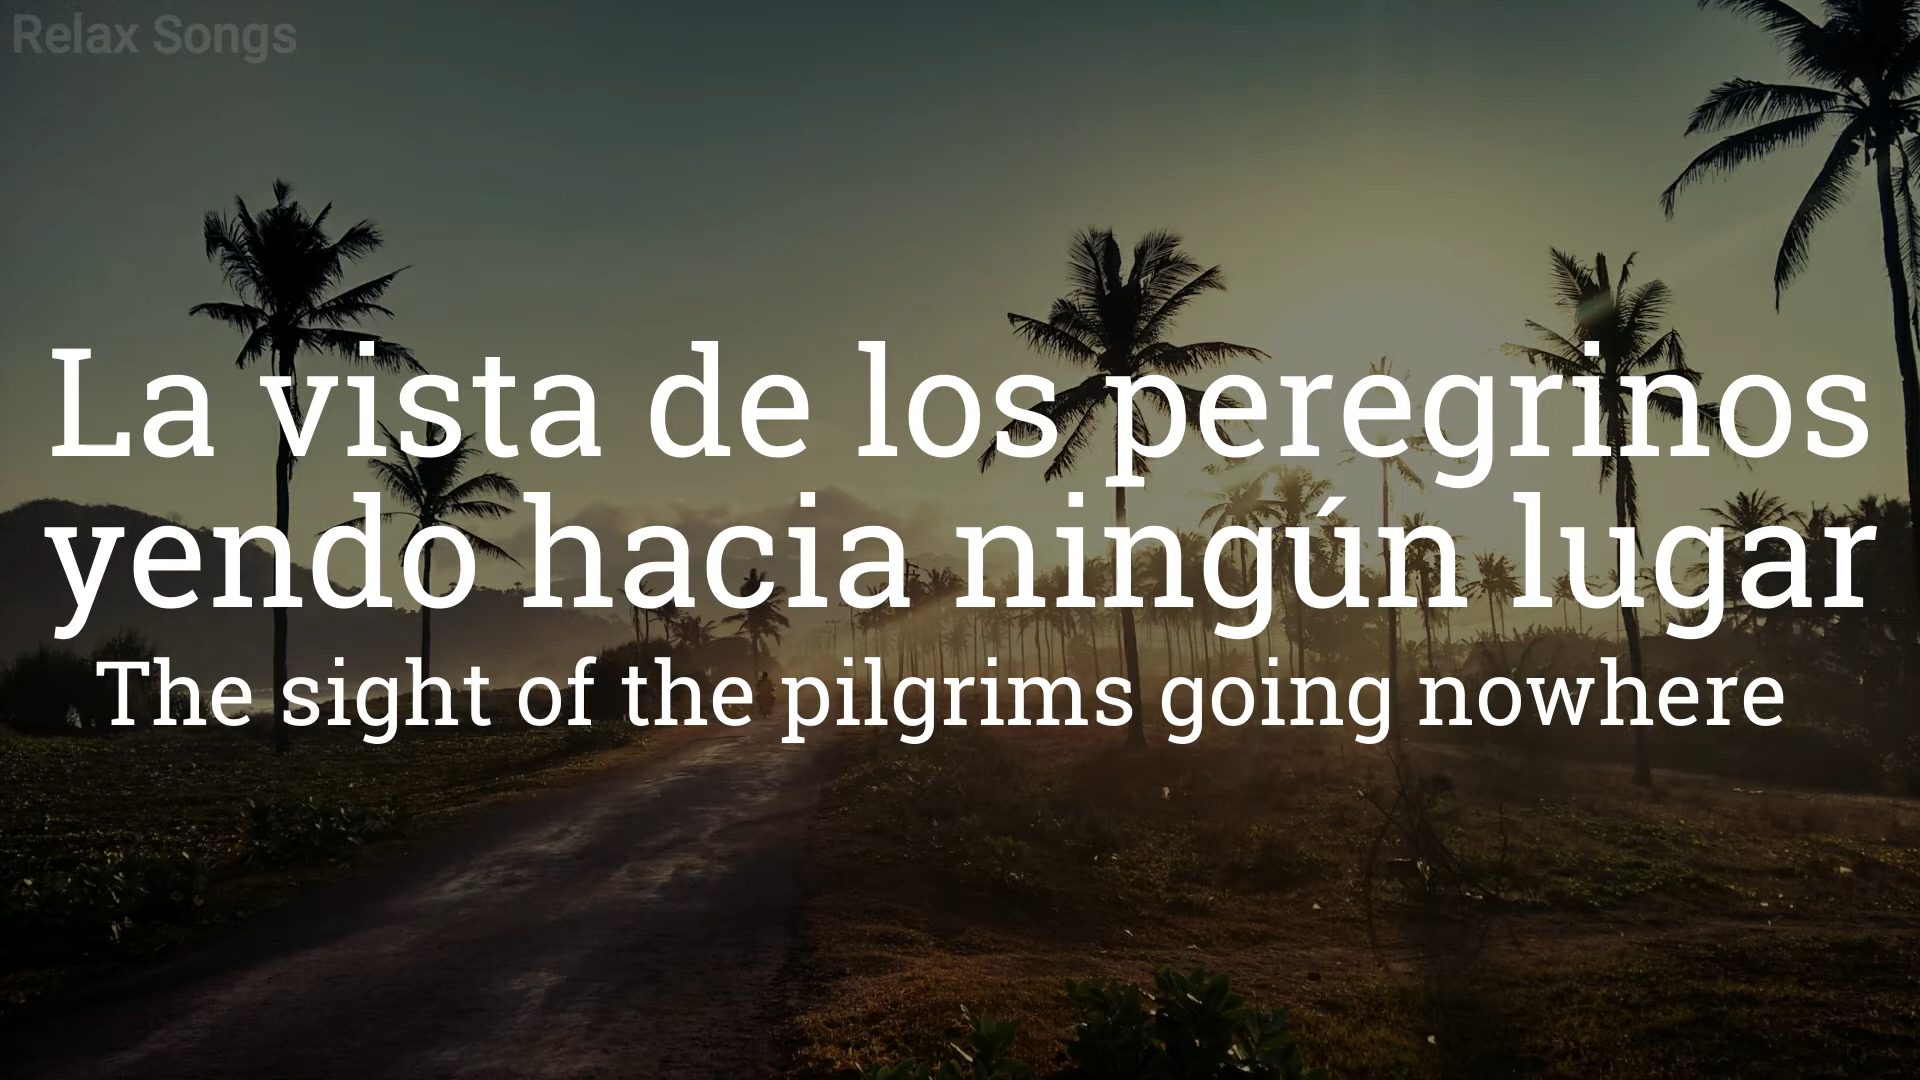 Relax Songs
La vista de los peregrinos
yendo hacia ningún lugar
The sight of the pilgrims going nowhere